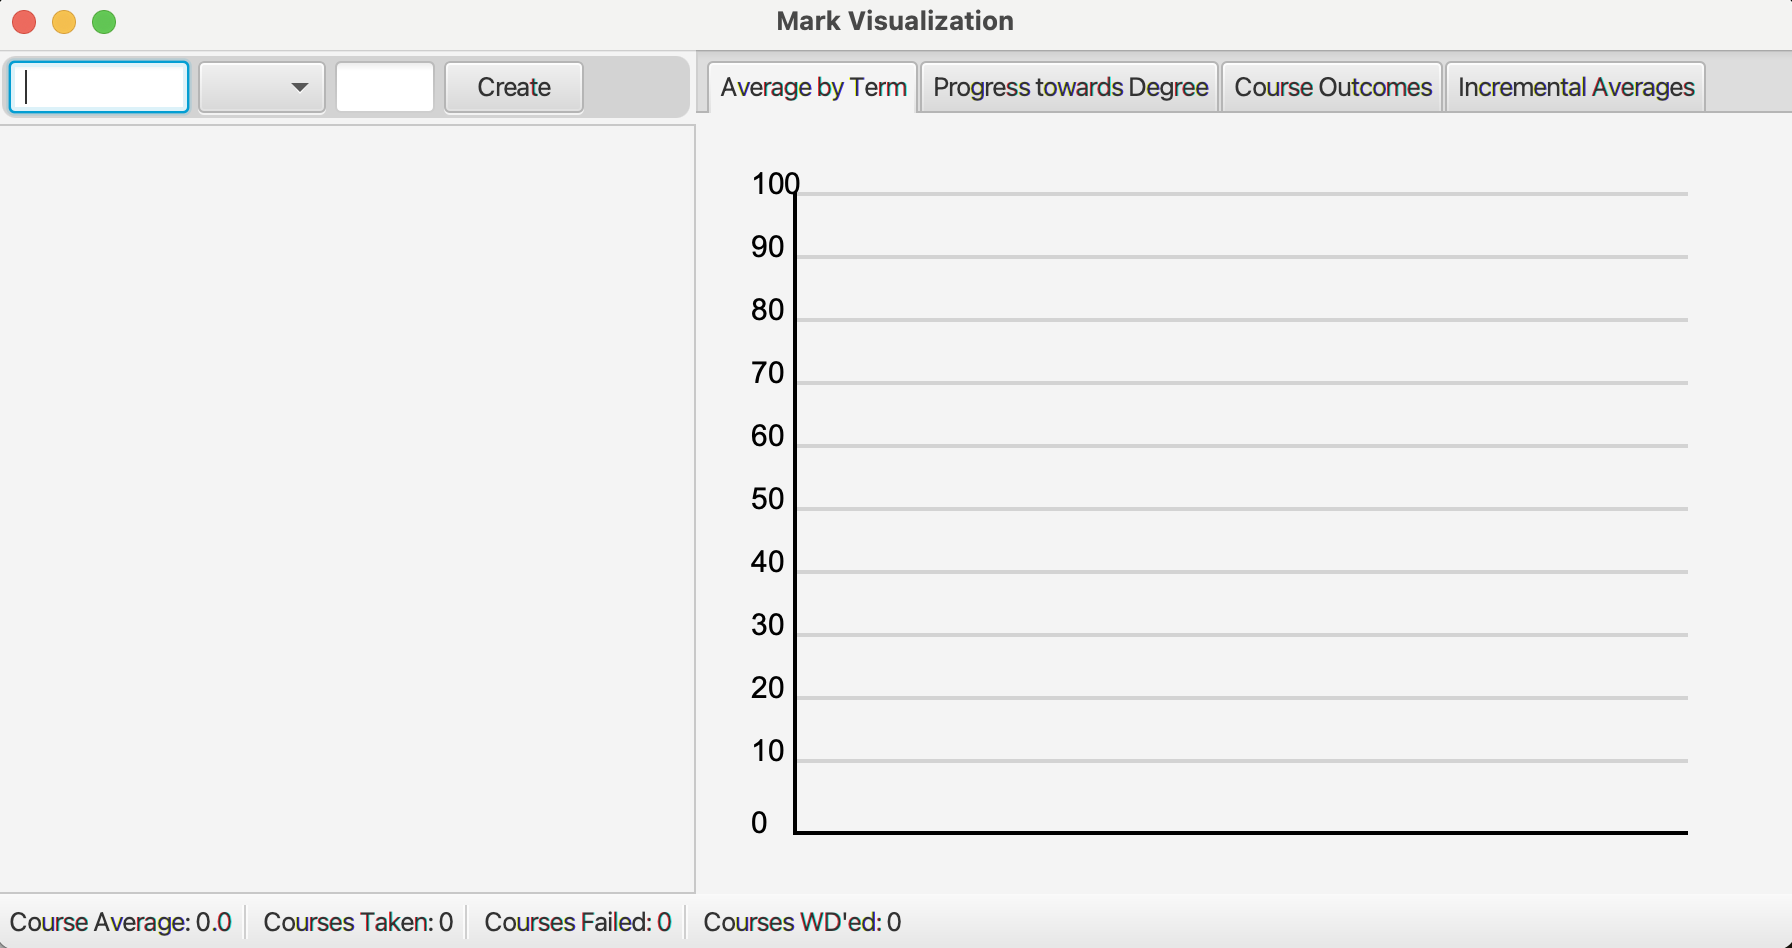 Mark Visualization
Create
Average by Term
Progress towards Degree
Course Outcomes
Incremental Averages
100
90
80
70
60
50
40
30
20
10
0
Course Average: 0.0
Courses Taken: 0
Courses Failed: 0
Courses WD'ed: 0